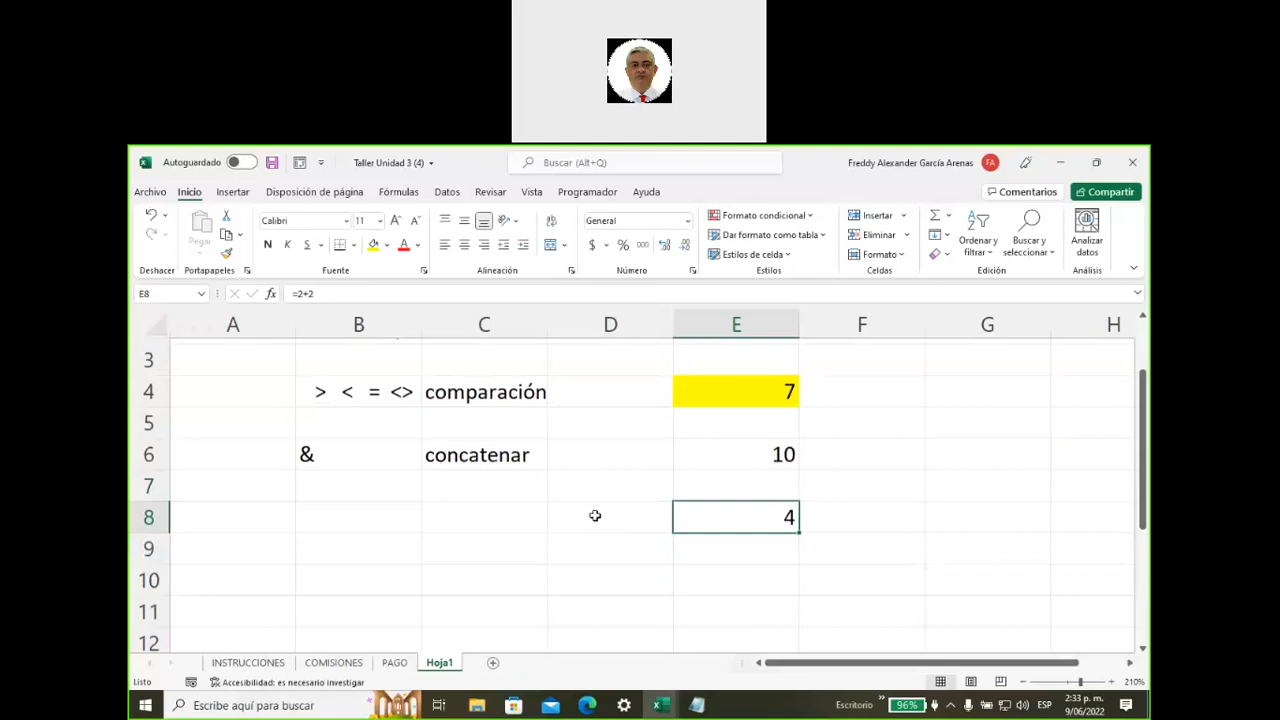 Autoguardado Taller Unidad 3 (4) Buscar (Alt+Q) Freddy Alexander García Arenas FA
Archivo Inicio Insertar Disposición de página Fórmulas Datos Revisar Vista Programador Ayuda Comentarios Compartir
Pegar Calibri 11 A A General Formato condicional Insertar
Dar formato como tabla Eliminar Ordenar y filtrar Buscar y seleccionar Analizar datos
N K S A $ % 000 Estilos de celda Formato
Deshacer Portapapeles Fuente Alineación Número Estilos Celdas Edición Análisis
E8 fx =2+2
A B C D E F G H
3
4 > < = <> comparación 7
5
6 & concatenar 10
7
8 4
9
10
11
12
INSTRUCCIONES COMISIONES PAGO Hoja1
Listo Accesibilidad: es necesario investigar 210%
Escribe aquí para buscar Escritorio 96% ESP 2:33 p. m.
9/06/2022